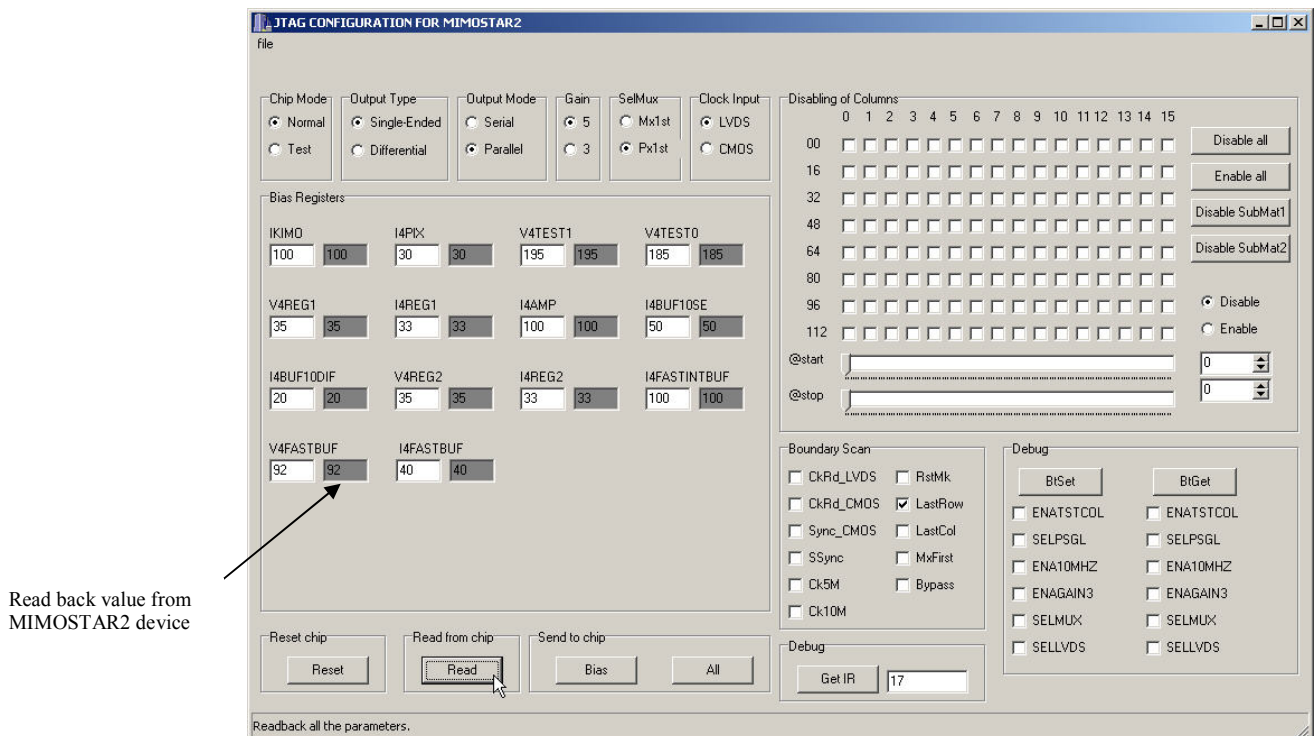 JTAG CONFIGURATION FOR MIMOSTAR2
file
Chip Mode Output Type Output Mode Gain SelMux Clock Input
Normal Single-Ended Serial 5 Mx1st LVDS
Test Differential Parallel 3 Px1st CMOS
Bias Registers
IKIMO I4PIX V4TEST1 V4TEST0
100 100 30 30 195 195 185 185
V4REG1 I4REG1 I4AMP I4BUF10SE
35 35 33 33 100 100 50 50
I4BUF10DIF V4REG2 I4REG2 I4FASTINTBUF
20 20 35 35 33 33 100 100
V4FASTBUF I4FASTBUF
92 92 40 40
Read back value from
MIMOSTAR2 device
Reset chip Read from chip Send to chip
Reset Read Bias All
Disabling of Columns
0 1 2 3 4 5 6 7 8 9 10 11 12 13 14 15
00
16
32
48
64
80
96
112
Disable all
Enable all
Disable SubMat1
Disable SubMat2
Disable
Enable
@start 0
@stop 0
Boundary Scan
CkRd_LVDS RstMk
CkRd_CMOS LastRow
Sync_CMOS LastCol
SSync MxFirst
Ck5M Bypass
Ck10M
Debug
BtSet BtGet
ENATSTCOL ENATSTCOL
SELPSGL SELPSGL
ENA10MHZ ENA10MHZ
ENAGAIN3 ENAGAIN3
SELMUX SELMUX
SELLVDS SELLVDS
Debug
Get IR 17
Readback all the parameters.